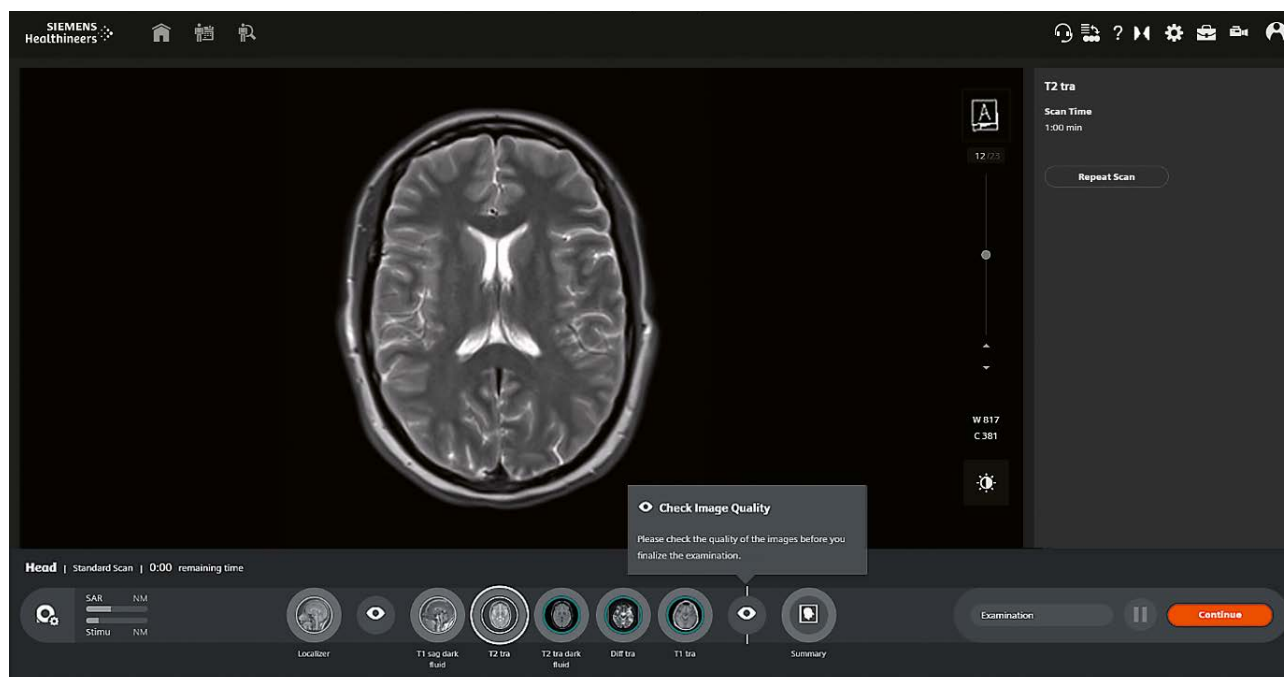 SIEMENS
Healthineers
?
T2 tra
Scan Time
1:00 min
A
12/23
Repeat Scan
W 817
C 381
Check Image Quality
Please check the quality of the images before you
finalize the examination.
Head | Standard Scan | 0:00 remaining time
SAR NM
Stimu NM
Examination
Continue
Localizer
T1 sag dark
fluid
T2 tra
T2 tra dark
fluid
Diff tra
T1 tra
Summary